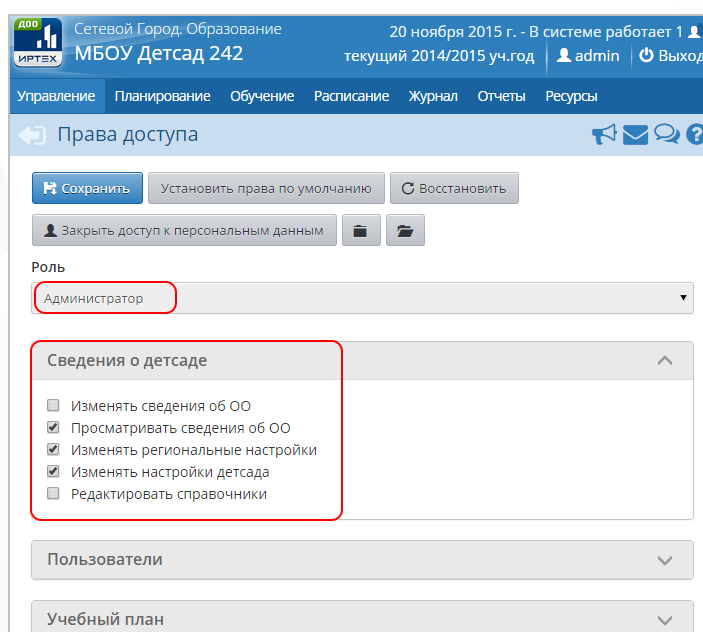 ДОО
ИРТЕХ
Сетевой Город. Образование
МБОУ Детсад 242
20 ноября 2015 г. - В системе работает 1
текущий 2014/2015 уч.год
admin
Выход
Управление Планирование Обучение Расписание Журнал Отчеты Ресурсы
Права доступа
?
Сохранить Установить права по умолчанию Восстановить
Закрыть доступ к персональным данным
Роль
Администратор
Сведения о детсаде
Изменять сведения об ОО
Просматривать сведения об ОО
Изменять региональные настройки
Изменять настройки детсада
Редактировать справочники
Пользователи
Учебный план